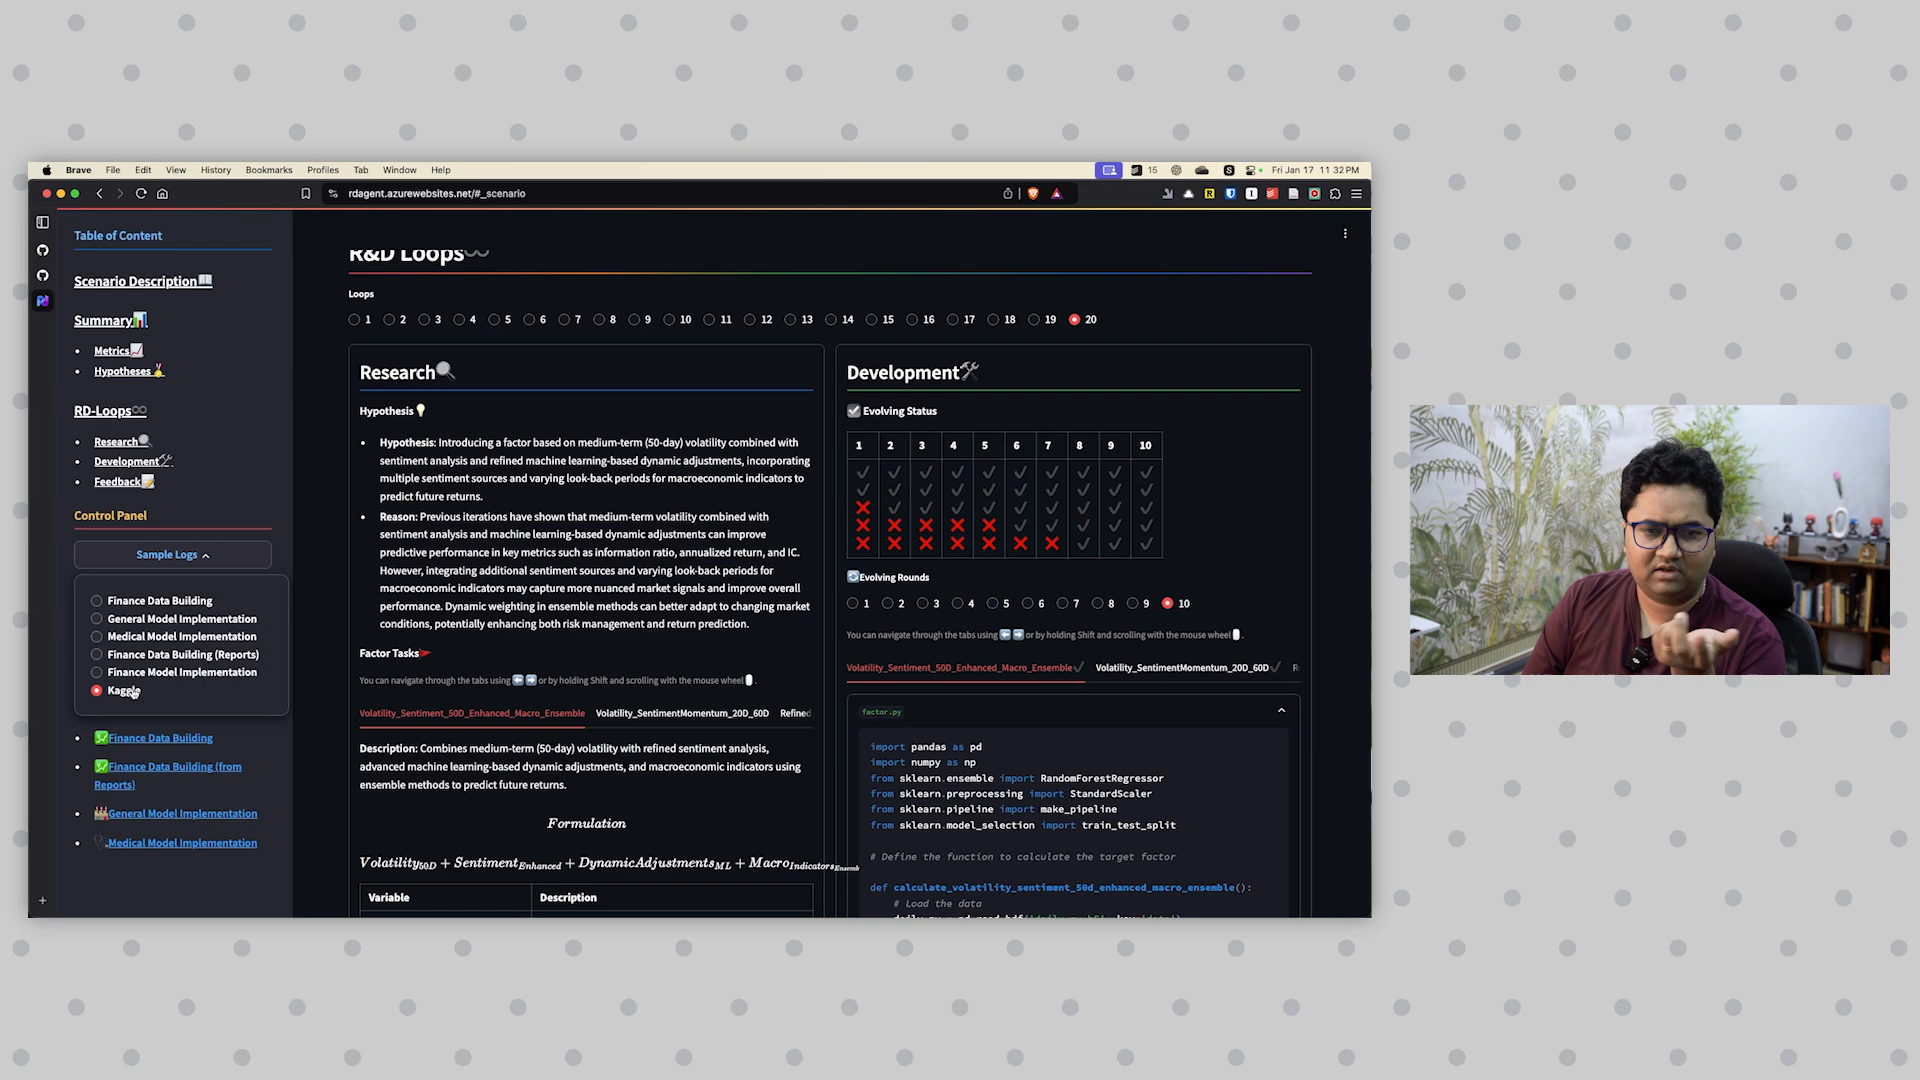 Brave File Edit View History Bookmarks Profiles Tab Window Help
15 Fri Jan 17 11:32 PM
rdagent.azurewebsites.net/#_scenario
Table of Content
Scenario Description
Summary
Metrics
Hypotheses
RD-Loops
Research
Development
Feedback
Control Panel
Sample Logs
Finance Data Building
General Model Implementation
Medical Model Implementation
Finance Data Building (Reports)
Finance Model Implementation
Kaggle
Finance Data Building
Finance Data Building (from
Reports)
General Model Implementation
Medical Model Implementation
R&D Loops
Loops
1 2 3 4 5 6 7 8 9 10 11 12 13 14 15 16 17 18 19 20
Research
Hypothesis
Hypothesis: Introducing a factor based on medium-term (50-day) volatility combined with
sentiment analysis and refined machine learning-based dynamic adjustments, incorporating
multiple sentiment sources and varying look-back periods for macroeconomic indicators to
predict future returns.
Reason: Previous iterations have shown that medium-term volatility combined with
sentiment analysis and machine learning-based dynamic adjustments can improve
predictive performance in key metrics such as information ratio, annualized return, and IC.
However, integrating additional sentiment sources and varying look-back periods for
macroeconomic indicators may capture more nuanced market signals and improve overall
performance. Dynamic weighting in ensemble methods can better adapt to changing market
conditions, potentially enhancing both risk management and return prediction.
Factor Tasks
You can navigate through the tabs using or by holding Shift and scrolling with the mouse wheel .
Volatility_Sentiment_50D_Enhanced_Macro_Ensemble Volatility_SentimentMomentum_20D_60D Refined
Description: Combines medium-term (50-day) volatility with refined sentiment analysis,
advanced machine learning-based dynamic adjustments, and macroeconomic indicators using
ensemble methods to predict future returns.
Formulation
Volatility50D + SentimentEnhanced + DynamicAdjustmentsML + MacroIndicatorsEnsemb
Variable Description
Development
Evolving Status
1 2 3 4 5 6 7 8 9 10
Evolving Rounds
1 2 3 4 5 6 7 8 9 10
You can navigate through the tabs using or by holding Shift and scrolling with the mouse wheel .
Volatility_Sentiment_50D_Enhanced_Macro_Ensemble Volatility_SentimentMomentum_20D_60D R
factor.py
import pandas as pd
import numpy as np
from sklearn.ensemble import RandomForestRegressor
from sklearn.preprocessing import StandardScaler
from sklearn.pipeline import make_pipeline
from sklearn.model_selection import train_test_split
# Define the function to calculate the target factor
def calculate_volatility_sentiment_50d_enhanced_macro_ensemble():
# Load the data